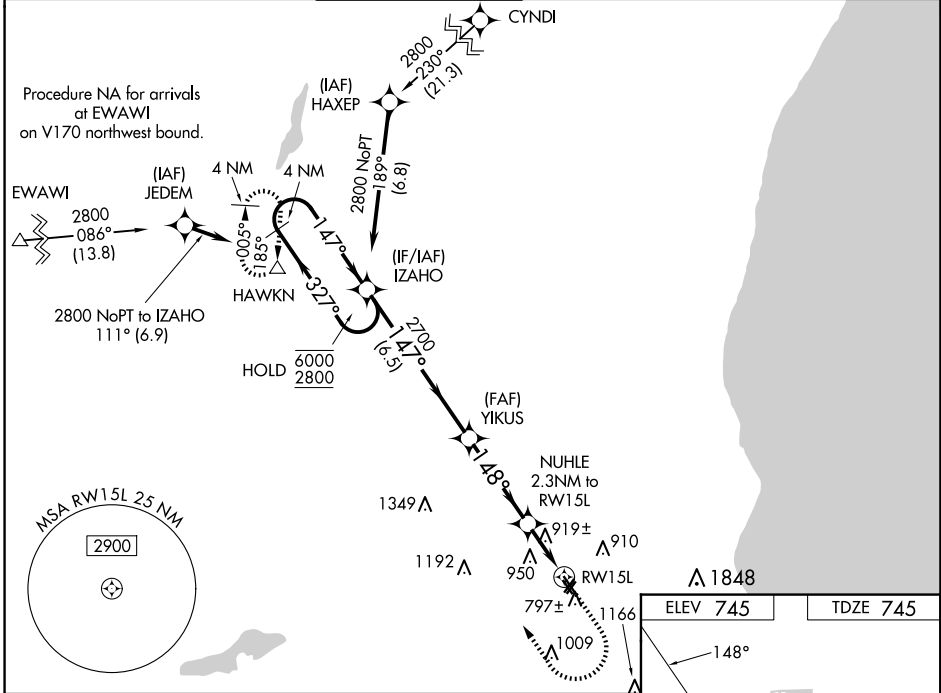 CYNDI
2800
230°
(21.3)
(IAF)
HAXEP
Procedure NA for arrivals
at EWAWI
on V170 northwest bound.
2800 NoPT
189°
(6.8)
(IAF)
JEDEM
4 NM
4 NM
EWAWI
2800
086°
(13.8)
005°
185°
147°
(IF/IAF)
IZAHO
HAWKN
327°
2800 NoPT to IZAHO
111° (6.9)
HOLD
6000
2800
2700
147°
(6.5)
(FAF)
YIKUS
148°
NUHLE
2.3NM to
RW15L
MSA RW15L 25 NM
2900
1349
919±
910
1192
950
RW15L
1848
797±
1166
1009
ELEV 745
TDZE 745
148°